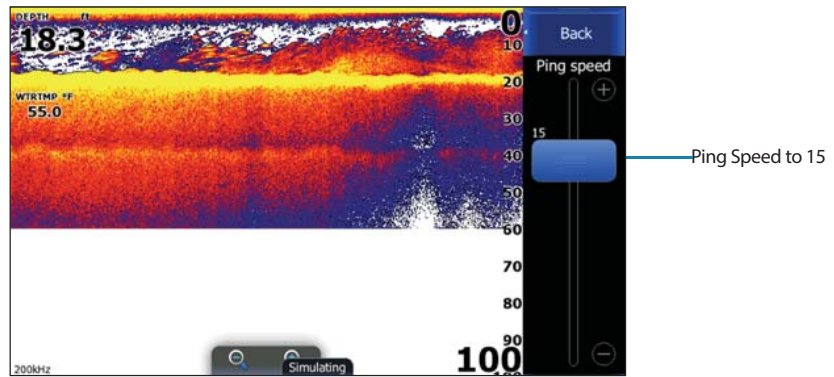 DEPTH ft
18.3
WTRTMP °F
55.0
0
10
20
30
40
50
60
70
80
90
100
200kHz
Simulating
Back
Ping speed
15
Ping Speed to 15